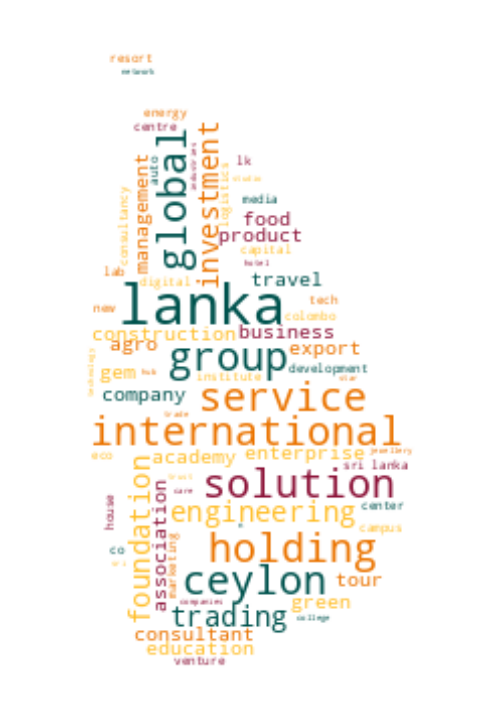 resort
network
energy
centre
global
auto
investment
management
logistics
consultancy
lk
media
food
product
capital
hotel
lab
digital
travel
lanka
tech
new
colombo
construction
business
agro
group
export
development
gem
hub
institute
technology
star
company
service
trade
international
eco
academy
enterprise
jewellery
sri lanka
foundation
solution
trust
care
house
association
engineering
center
campus
co
marketing
holding
ceylon
tour
companies
green
trading
college
consultant
education
venture